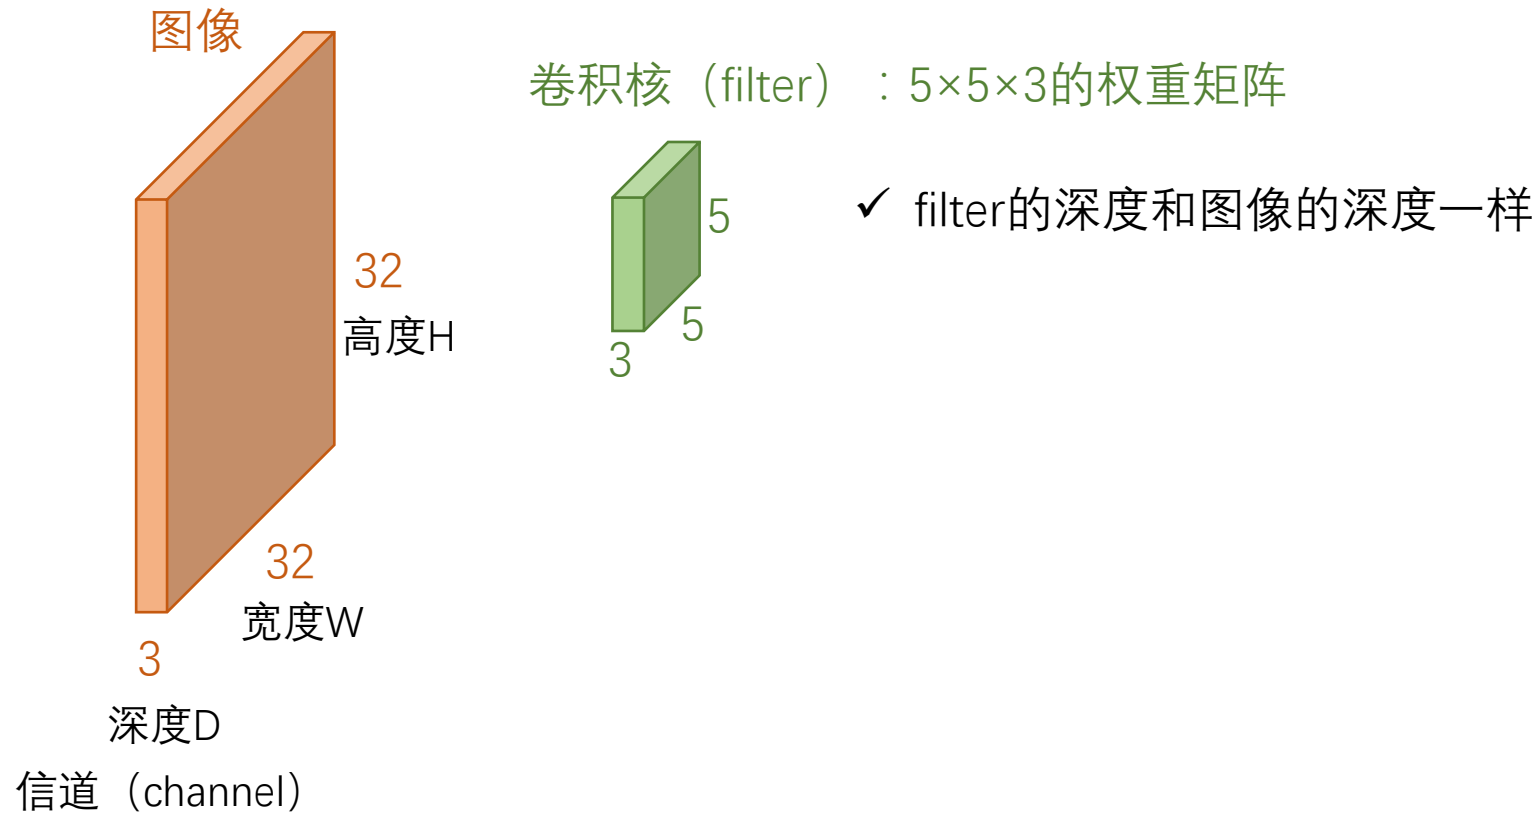 图像
卷积核（filter）：5×5×3的权重矩阵
5
✓ filter的深度和图像的深度一样
32
高度H
5
3
32
宽度W
3
深度D
信道（channel）